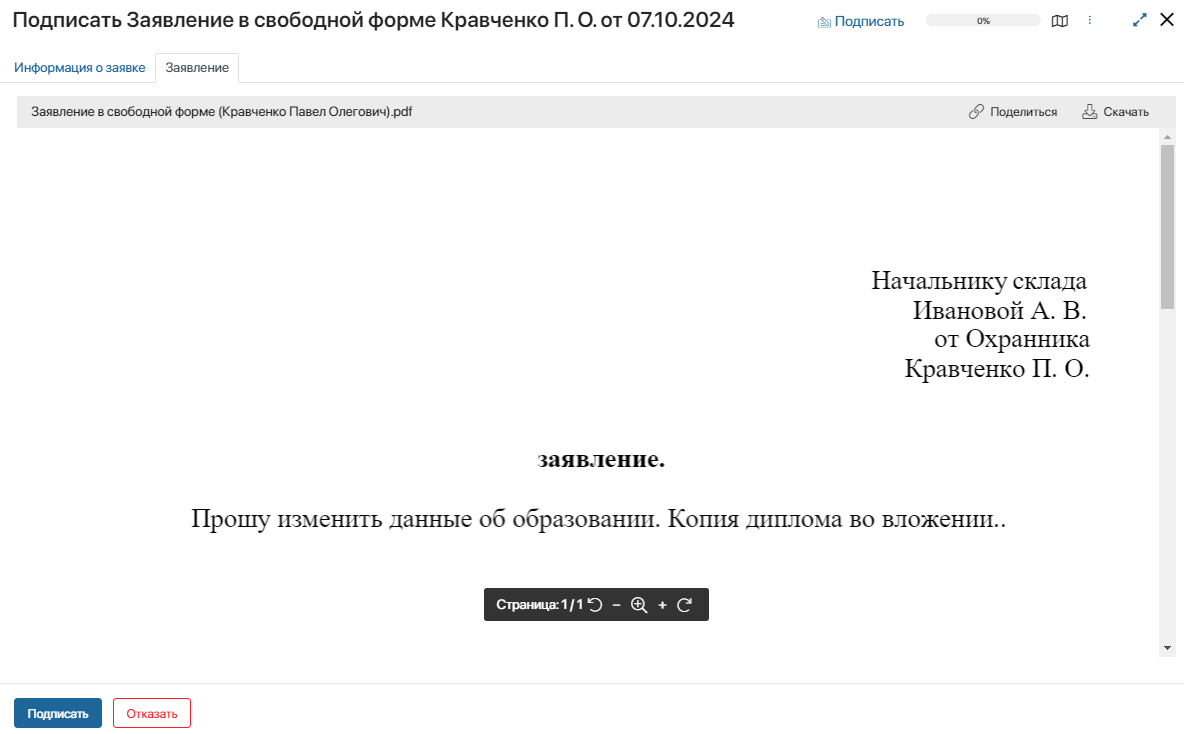 Подписать Заявление в свободной форме Кравченко П. О. от 07.10.2024
Подписать
0%
Информация о заявке
Заявление
Заявление в свободной форме (Кравченко Павел Олегович).pdf
Поделиться
Скачать
Начальнику склада
Ивановой А. В.
от Охранника
Кравченко П. О.
заявление.
Прошу изменить данные об образовании. Копия диплома во вложении..
Страница: 1 / 1
Подписать
Отказать